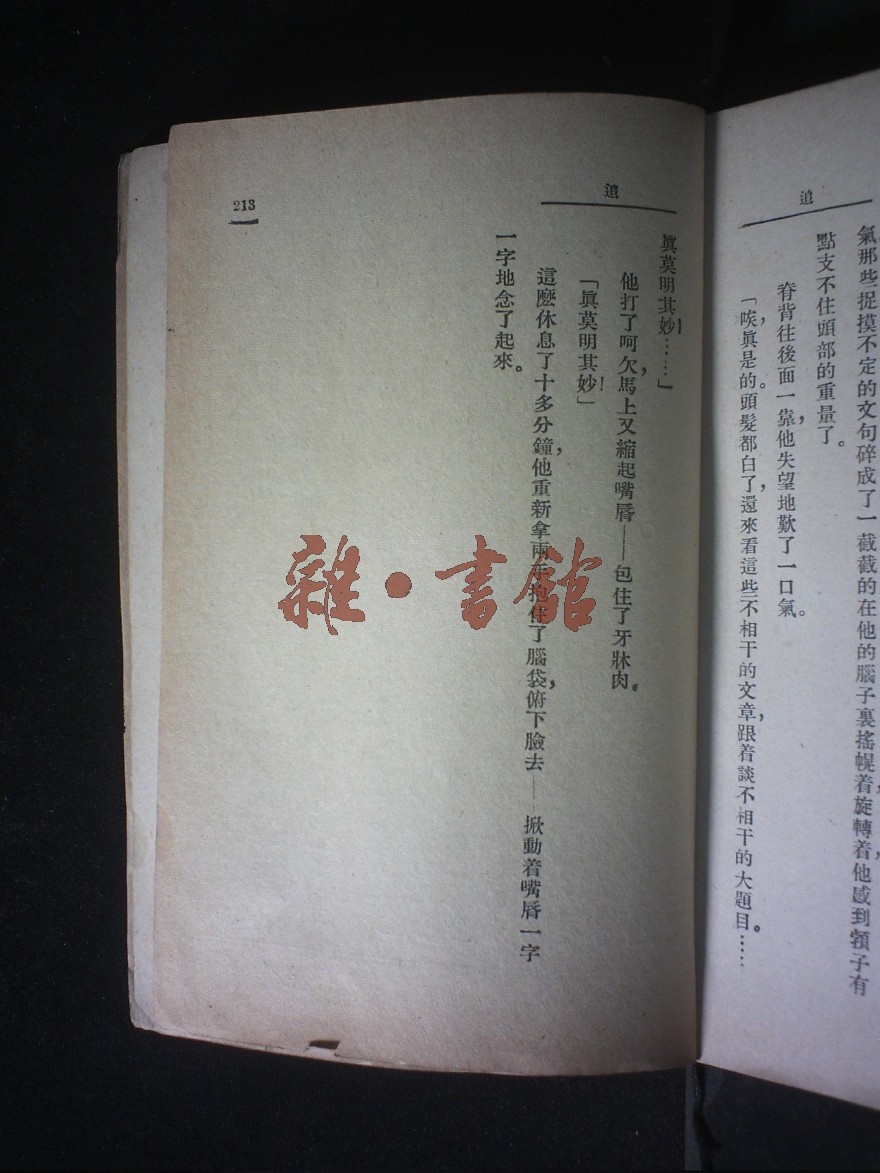 追
氣那些捉摸不定的文句碎成了一截截的在他的腦子裏搖幌着，旋轉着，他感到領子有
點支不住頭部的重量了。
脊背往後面一靠，他失望地歎了一口氣。
「唉，眞是的。頭髮都白了，還來看這些不相干的文章，跟着談不相干的大題目。……
追
眞莫明其妙！……」
他打了呵欠，馬上又縮起嘴唇——包住了牙牀肉。
「眞莫明其妙！」
這麼休息了十多分鐘，他重新拿兩手抱住了腦袋，俯下臉去——掀動着嘴唇一字
一字地念了起來。
213
雜·書館